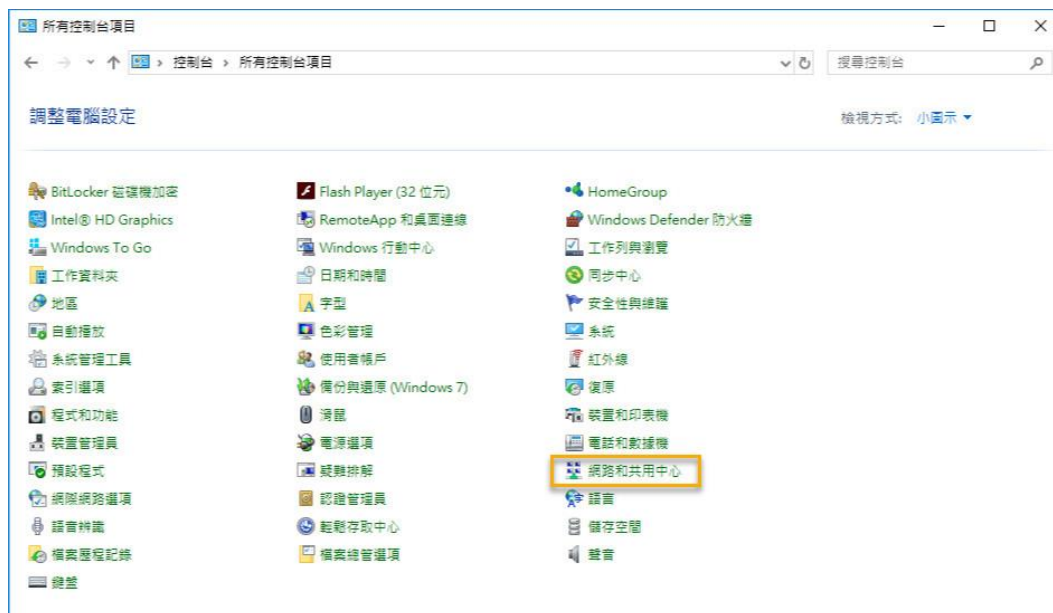 所有控制台項目
控制台 › 所有控制台項目
搜尋控制台
調整電腦設定
檢視方式: 小圖示
BitLocker 磁碟機加密 Flash Player (32 位元) HomeGroup
Intel® HD Graphics RemoteApp 和桌面連線 Windows Defender 防火牆
Windows To Go Windows 行動中心 工作列與瀏覽
工作資料夾 日期和時間 同步中心
地區 字型 安全性與維護
自動播放 色彩管理 系統
系統管理工具 使用者帳戶 紅外線
索引選項 備份與還原 (Windows 7) 復原
程式和功能 滑鼠 裝置和印表機
裝置管理員 電源選項 電話和數據機
預設程式 疑難排解 網路和共用中心
網際網路選項 認證管理員 語言
語音辨識 輕鬆存取中心 儲存空間
檔案歷程記錄 檔案總管選項 聲音
鍵盤